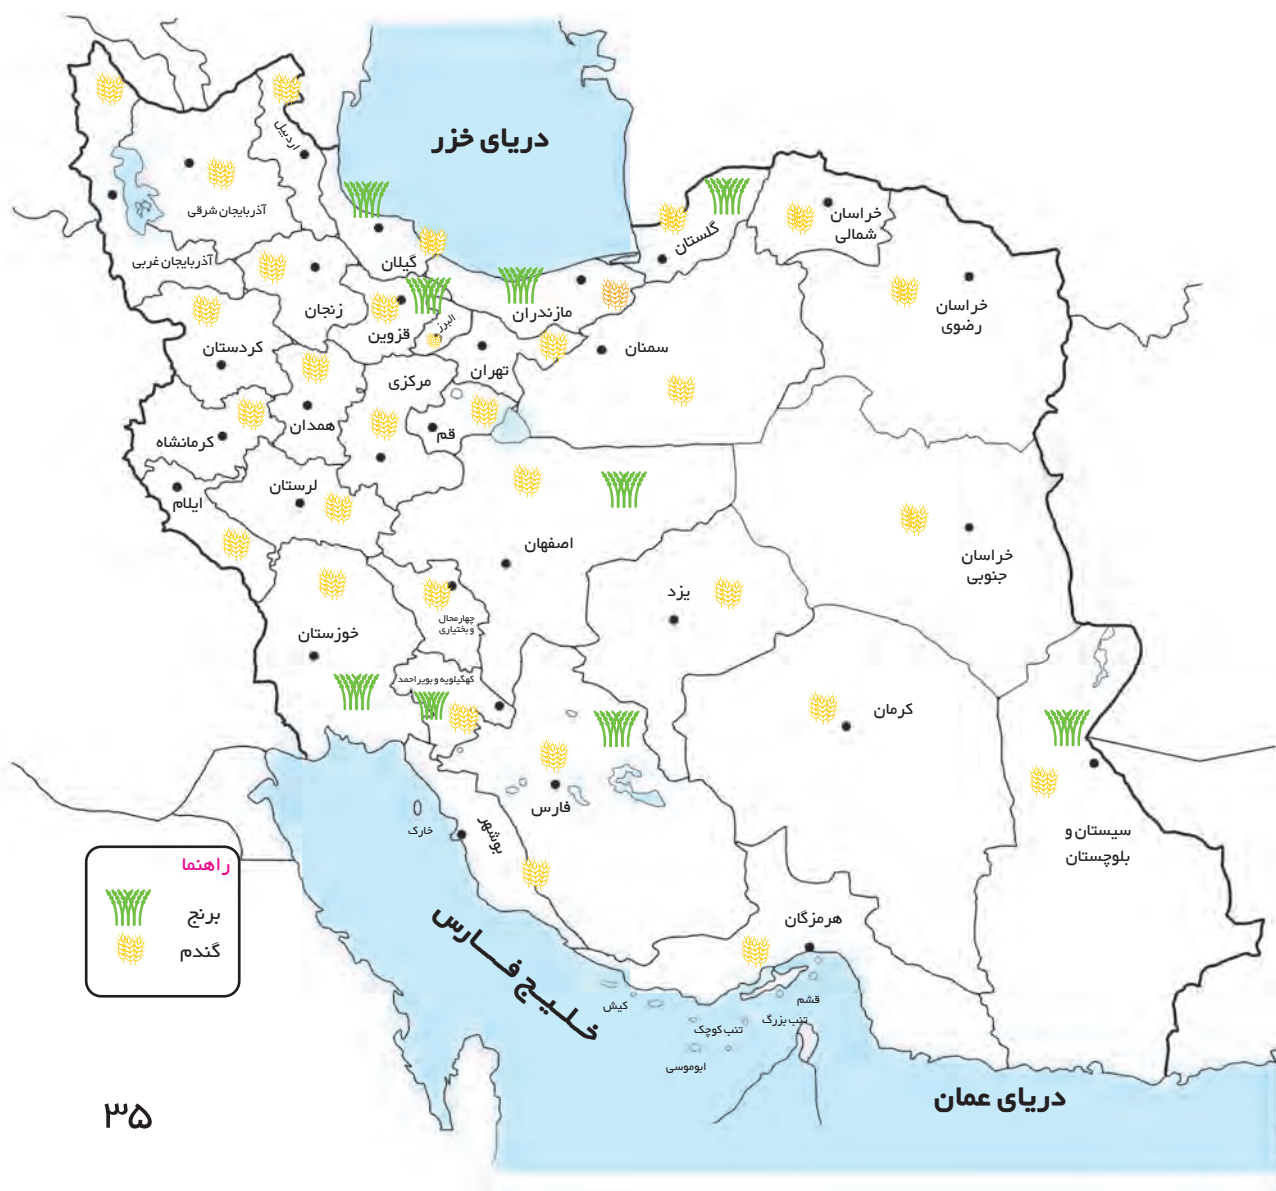 دریای خزر
اردبیل
آذربایجان شرقی
آذربایجان غربی
گیلان
گلستان
خراسان
شمالی
خراسان
رضوی
زنجان
قزوین
البرز
مازندران
کردستان
تهران
سمنان
مرکزی
همدان
قم
کرمانشاه
لرستان
ایلام
اصفهان
خراسان
جنوبی
یزد
چهارمحال
و بختیاری
خوزستان
کهگیلویه و بویراحمد
کرمان
فارس
خارک
بوشهر
سیستان و
بلوچستان
راهنما
برنج
گندم
هرمزگان
خلیج فارس
کیش
قشم
تنب بزرگ
تنب کوچک
ابوموسی
دریای عمان
۳۵